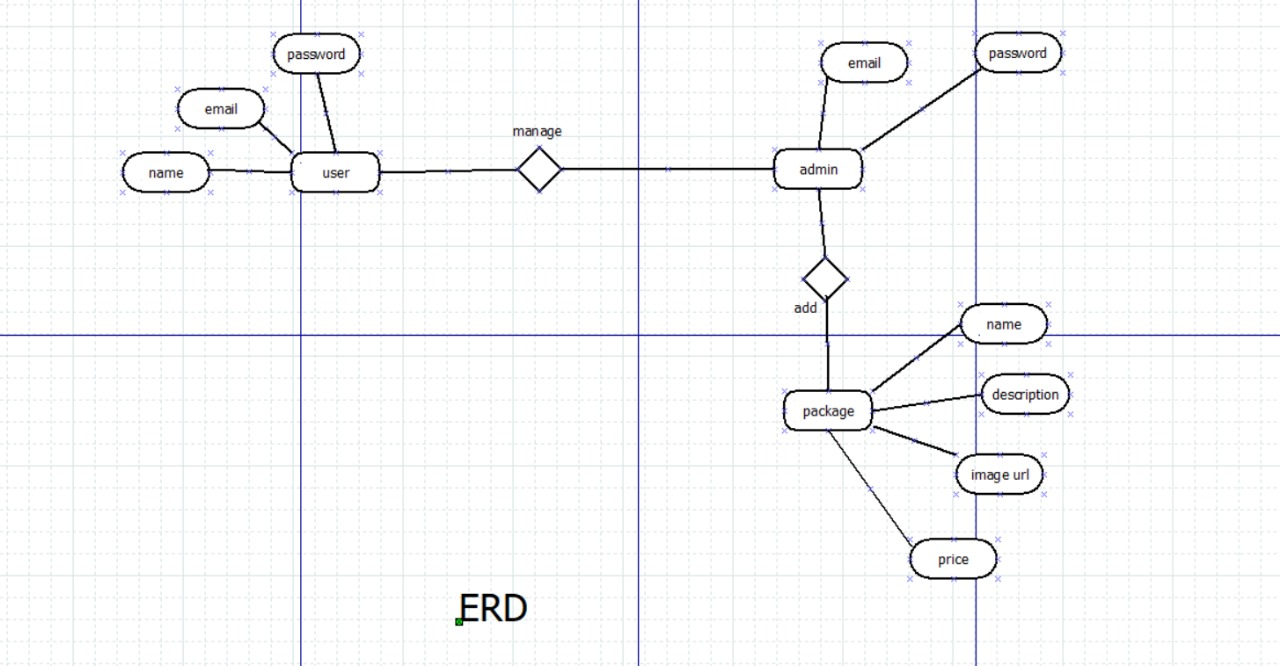 password
email
name
user
manage
email
password
admin
add
name
description
package
image url
price
ERD